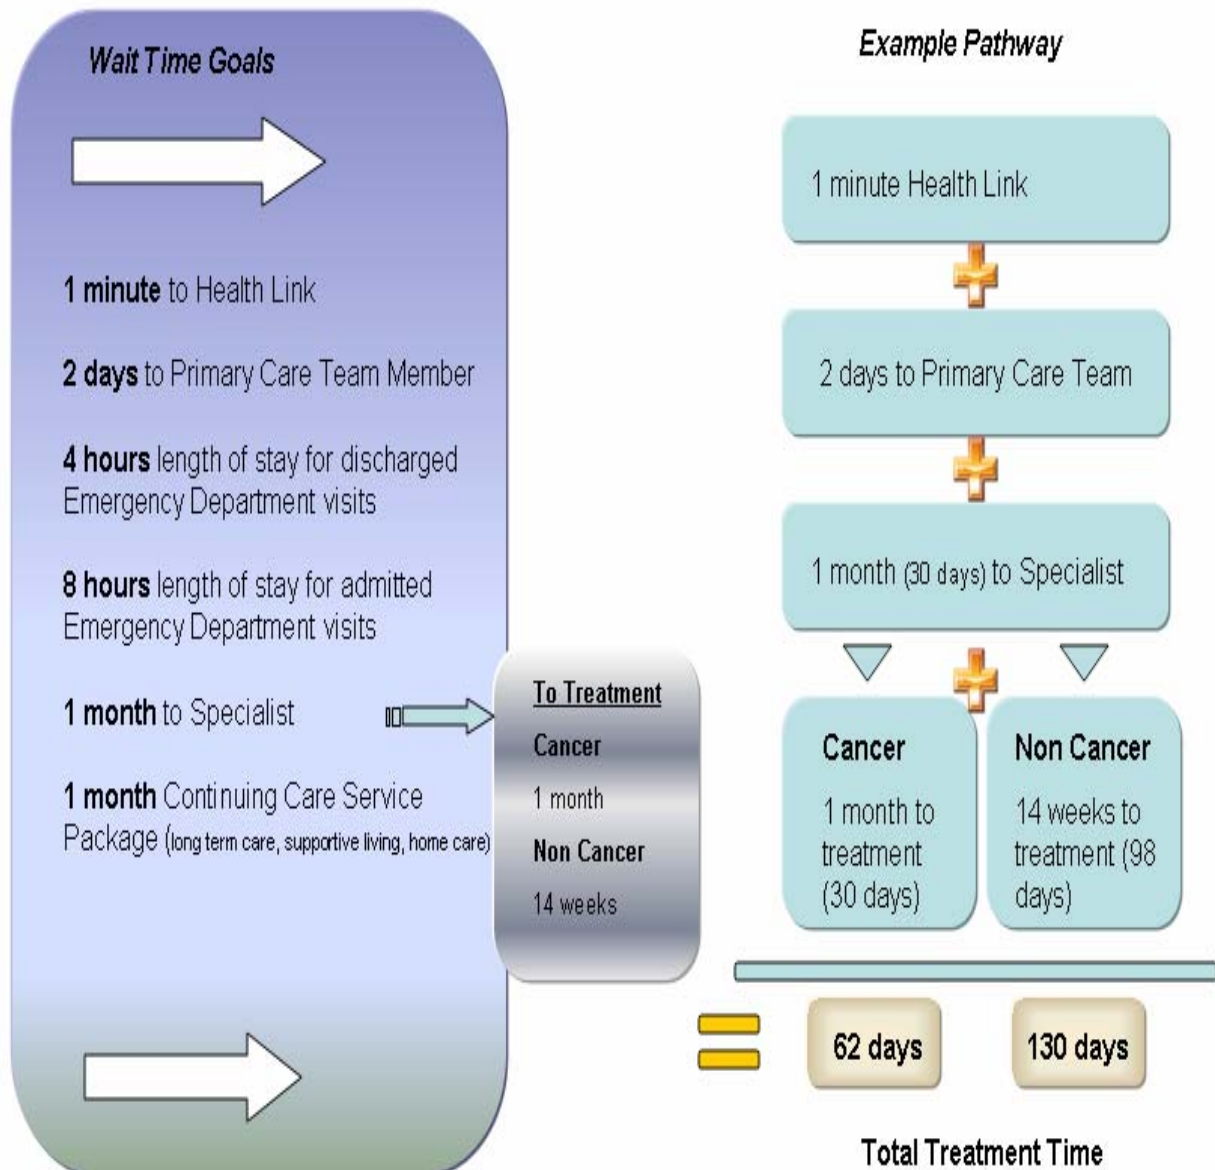 Wait Time Goals
1 minute to Health Link
2 days to Primary Care Team Member
4 hours length of stay for discharged
Emergency Department visits
8 hours length of stay for admitted
Emergency Department visits
1 month to Specialist
1 month Continuing Care Service
Package (long term care, supportive living, home care)
To Treatment
Cancer
1 month
Non Cancer
14 weeks
Example Pathway
1 minute Health Link
2 days to Primary Care Team
1 month (30 days) to Specialist
Cancer
1 month to
treatment
(30 days)
Non Cancer
14 weeks to
treatment (98
days)
62 days
130 days
Total Treatment Time